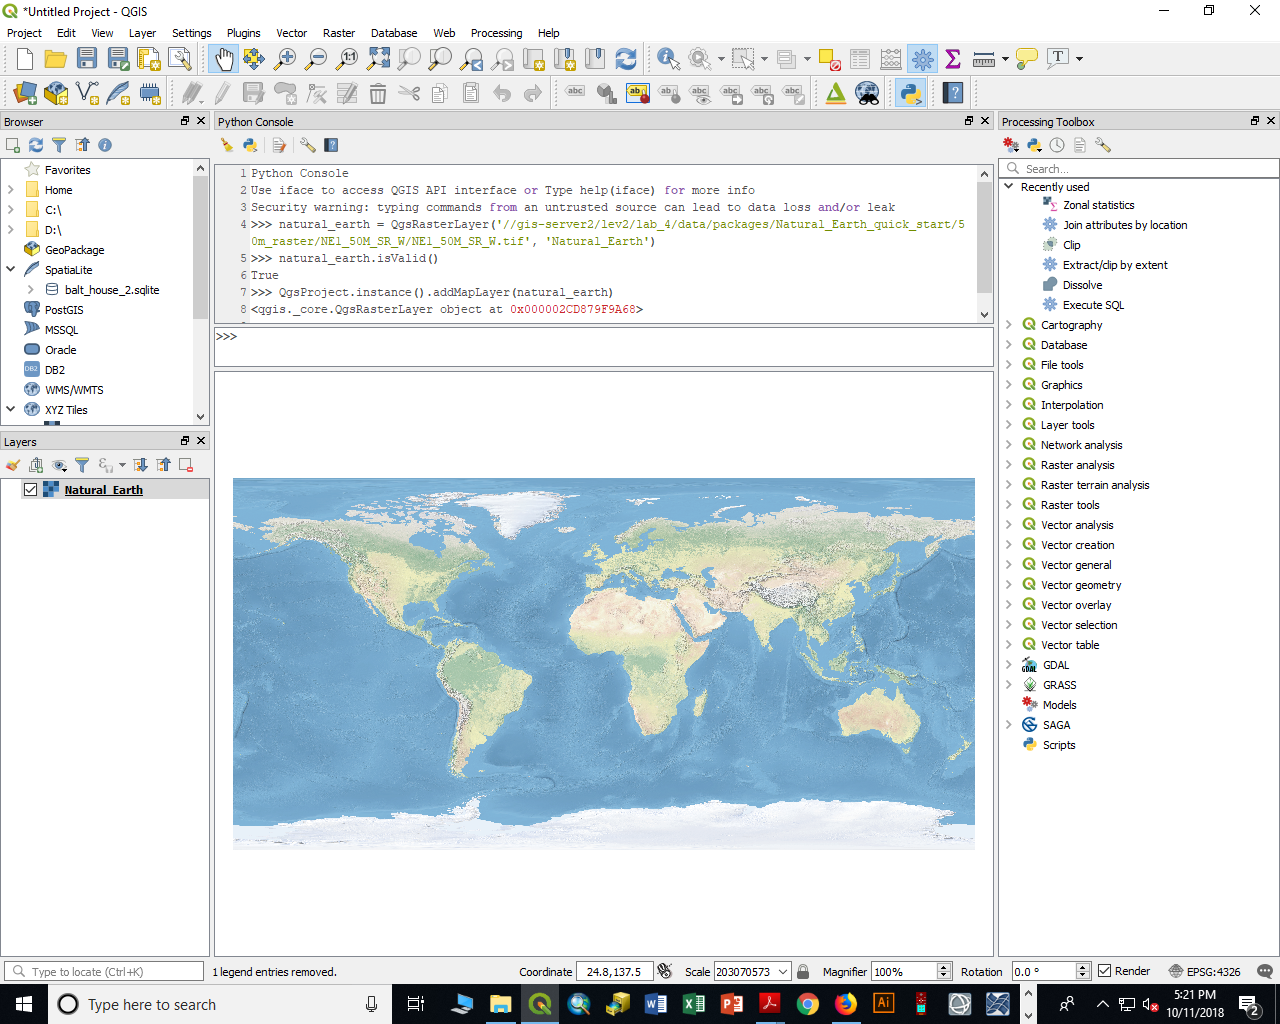 *Untitled Project - QGIS
Project Edit View Layer Settings Plugins Vector Raster Database Web Processing Help
Browser
Favorites
Home
C:\
D:\
GeoPackage
SpatiaLite
balt_house_2.sqlite
PostGIS
MSSQL
Oracle
DB2
DB2
WMS/WMTS
XYZ Tiles
Layers
Natural_Earth
Python Console
1 Python Console
2 Use iface to access QGIS API interface or Type help(iface) for more info
3 Security warning: typing commands from an untrusted source can lead to data loss and/or leak
4 >>> natural_earth = QgsRasterLayer('//gis-server2/lev2/lab_4/data/packages/Natural_Earth_quick_start/5
0m_raster/NE1_50M_SR_W/NE1_50M_SR_W.tif', 'Natural_Earth')
5 >>> natural_earth.isValid()
6 True
7 >>> QgsProject.instance().addMapLayer(natural_earth)
8 <qgis._core.QgsRasterLayer object at 0x000002CD879F9A68>
>>>
Processing Toolbox
Search...
Recently used
Zonal statistics
Join attributes by location
Clip
Extract/clip by extent
Dissolve
Execute SQL
Cartography
Database
File tools
Graphics
Interpolation
Layer tools
Network analysis
Raster analysis
Raster terrain analysis
Raster tools
Vector analysis
Vector creation
Vector general
Vector geometry
Vector overlay
Vector selection
Vector table
GDAL
GRASS
Models
SAGA
Scripts
Type to locate (Ctrl+K) 1 legend entries removed. Coordinate 24.8,137.5 Scale 203070573 Magnifier 100% Rotation 0.0 ° Render EPSG:4326
Type here to search
5:21 PM
10/11/2018
2